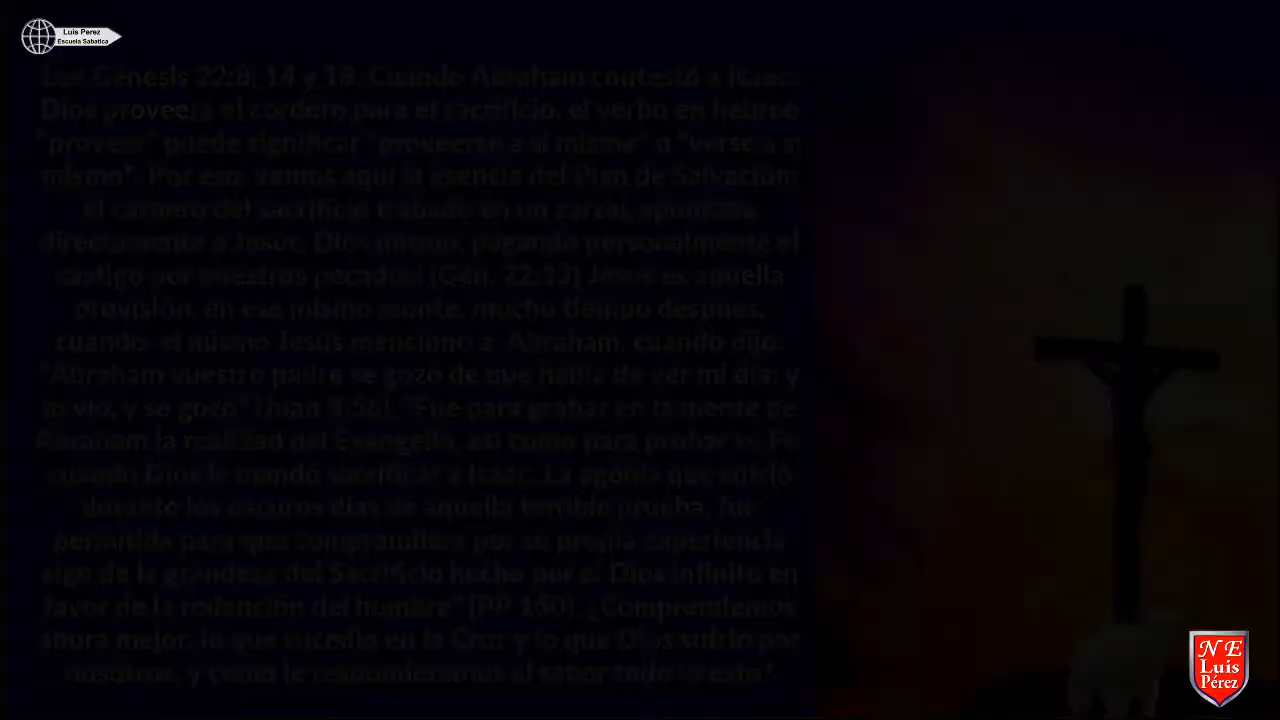 Luis Perez
Escuela Sabatica
Lee Génesis 22:8, 14 y 18. Cuando Abraham contestó a Isaac:
Dios proveerá el cordero para el sacrificio, el verbo en hebreo
"proveer" puede significar "proveerse a sí mismo" o "verse a sí
mismo". Por eso, vemos aquí la esencia del Plan de Salvación:
el carnero del sacrificio trabado en un zarzal, apuntaba
directamente a Jesús, Dios mismo, pagando personalmente el
castigo por nuestros pecados! (Gén. 22:13) Jesús es aquella
provisión, en ese mismo monte, mucho tiempo después,
cuando, el mismo Jesús menciono a Abraham, cuando dijo:
"Abraham vuestro padre se gozó de que había de ver mi día; y
lo vio, y se gozó" (Juan 8:56). "Fue para grabar en la mente de
Abraham la realidad del Evangelio, así como para probar su Fe
cuando Dios le mandó sacrificar a Isaac. La agonía que sufrió
durante los oscuros días de aquella terrible prueba, fue
permitida para que comprendiera por su propia experiencia
algo de la grandeza del Sacrificio hecho por el Dios infinito en
favor de la redención del hombre" (PP 150). ¿Comprendemos
ahora mejor, lo que sucedió en la Cruz y lo que Dios sufrió por
nosotros, y como le responderemos al saber todo esto?
N E
Luis
Pérez